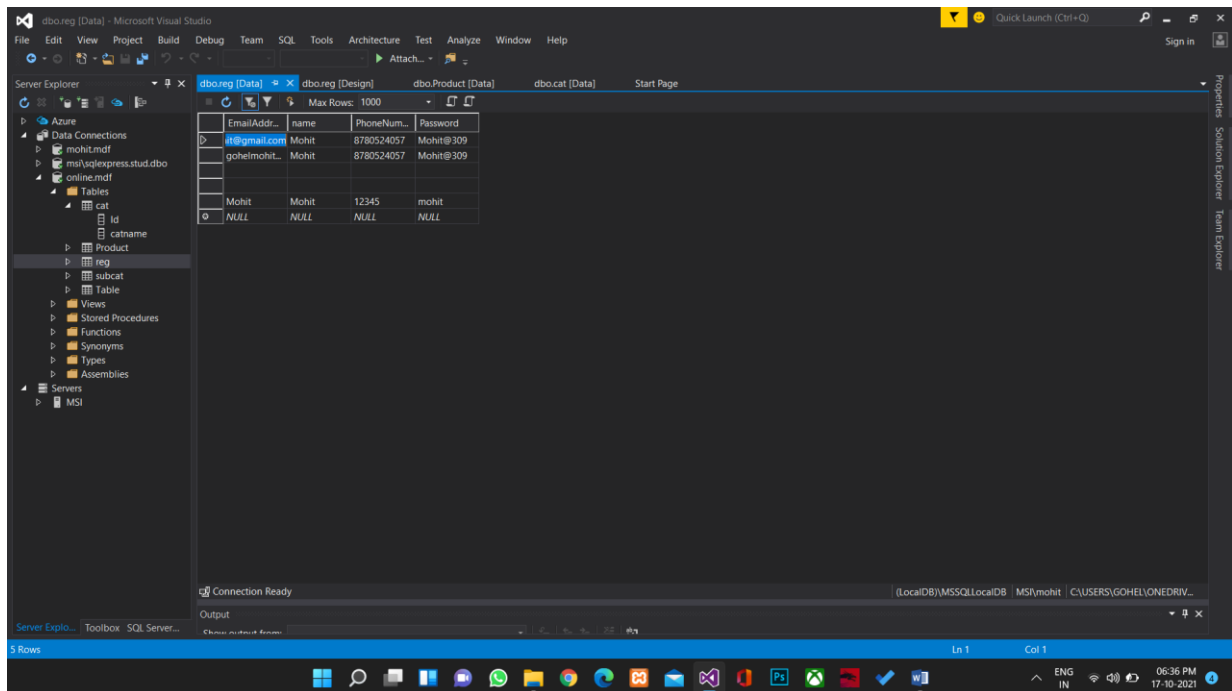 dbo.reg [Data] - Microsoft Visual Studio
Quick Launch (Ctrl+Q)
File Edit View Project Build Debug Team SQL Tools Architecture Test Analyze Window Help
Sign in
Attach...
Server Explorer
dbo.reg [Data] dbo.reg [Design] dbo.Product [Data] dbo.cat [Data] Start Page
Max Rows: 1000
Azure
Data Connections
mohit.mdf
msi\sqlexpress.stud.dbo
online.mdf
Tables
cat
Id
catname
Product
reg
subcat
Table
Views
Stored Procedures
Functions
Synonyms
Types
Assemblies
Servers
MSI
EmailAddr... name PhoneNum... Password
it@gmail.com Mohit 8780524057 Mohit@309
gohelmohit... Mohit 8780524057 Mohit@309
Mohit Mohit 12345 mohit
NULL NULL NULL NULL
Properties
Solution Explorer
Team Explorer
Connection Ready
(LocalDB)\MSSQLLocalDB MSI\mohit C:\USERS\GOHEL\ONEDRIV...
Output
Show output from:
Server Explo... Toolbox SQL Server...
5 Rows
Ln 1 Col 1
Ps
ENG
IN
06:36 PM
17-10-2021
4